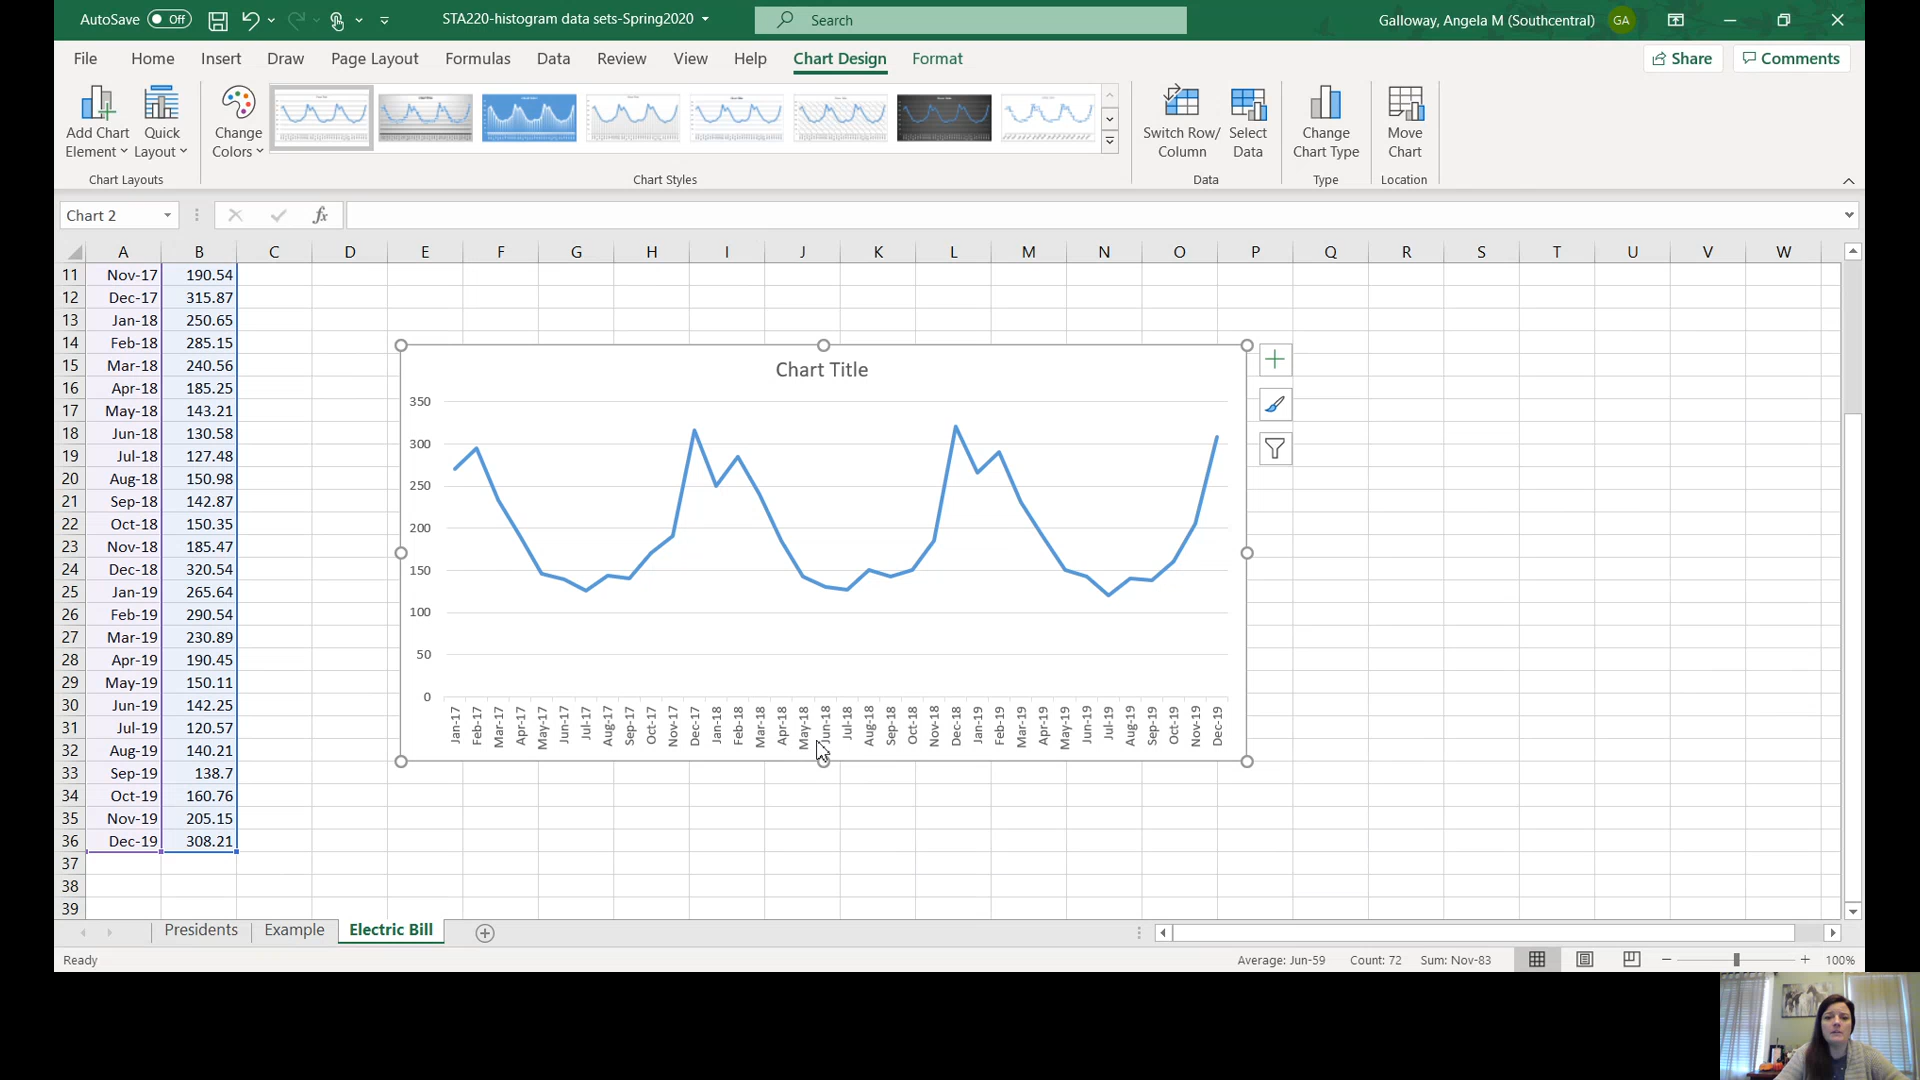 AutoSave Off STA220-histogram data sets-Spring2020 Search Galloway, Angela M (Southcentral) GA
File Home Insert Draw Page Layout Formulas Data Review View Help Chart Design Format Share Comments
Add Chart Element Quick Layout Change Colors Switch Row/ Column Select Data Change Chart Type Move Chart
Chart Layouts Chart Styles Data Type Location
Chart 2 fx
A B C D E F G H I J K L M N O P Q R S T U V W
11 Nov-17 190.54
12 Dec-17 315.87
13 Jan-18 250.65
14 Feb-18 285.15
15 Mar-18 240.56
16 Apr-18 185.25
17 May-18 143.21
18 Jun-18 130.58
19 Jul-18 127.48
20 Aug-18 150.98
21 Sep-18 142.87
22 Oct-18 150.35
23 Nov-18 185.47
24 Dec-18 320.54
25 Jan-19 265.64
26 Feb-19 290.54
27 Mar-19 230.89
28 Apr-19 190.45
29 May-19 150.11
30 Jun-19 142.25
31 Jul-19 120.57
32 Aug-19 140.21
33 Sep-19 138.7
34 Oct-19 160.76
35 Nov-19 205.15
36 Dec-19 308.21
37
38
39
Chart Title
350
300
250
200
150
100
50
0
Jan-17 Feb-17 Mar-17 Apr-17 May-17 Jun-17 Jul-17 Aug-17 Sep-17 Oct-17 Nov-17 Dec-17 Jan-18 Feb-18 Mar-18 Apr-18 May-18 Jun-18 Jul-18 Aug-18 Sep-18 Oct-18 Nov-18 Dec-18 Jan-19 Feb-19 Mar-19 Apr-19 May-19 Jun-19 Jul-19 Aug-19 Sep-19 Oct-19 Nov-19 Dec-19
Presidents Example Electric Bill
Ready Average: Jun-59 Count: 72 Sum: Nov-83 100%